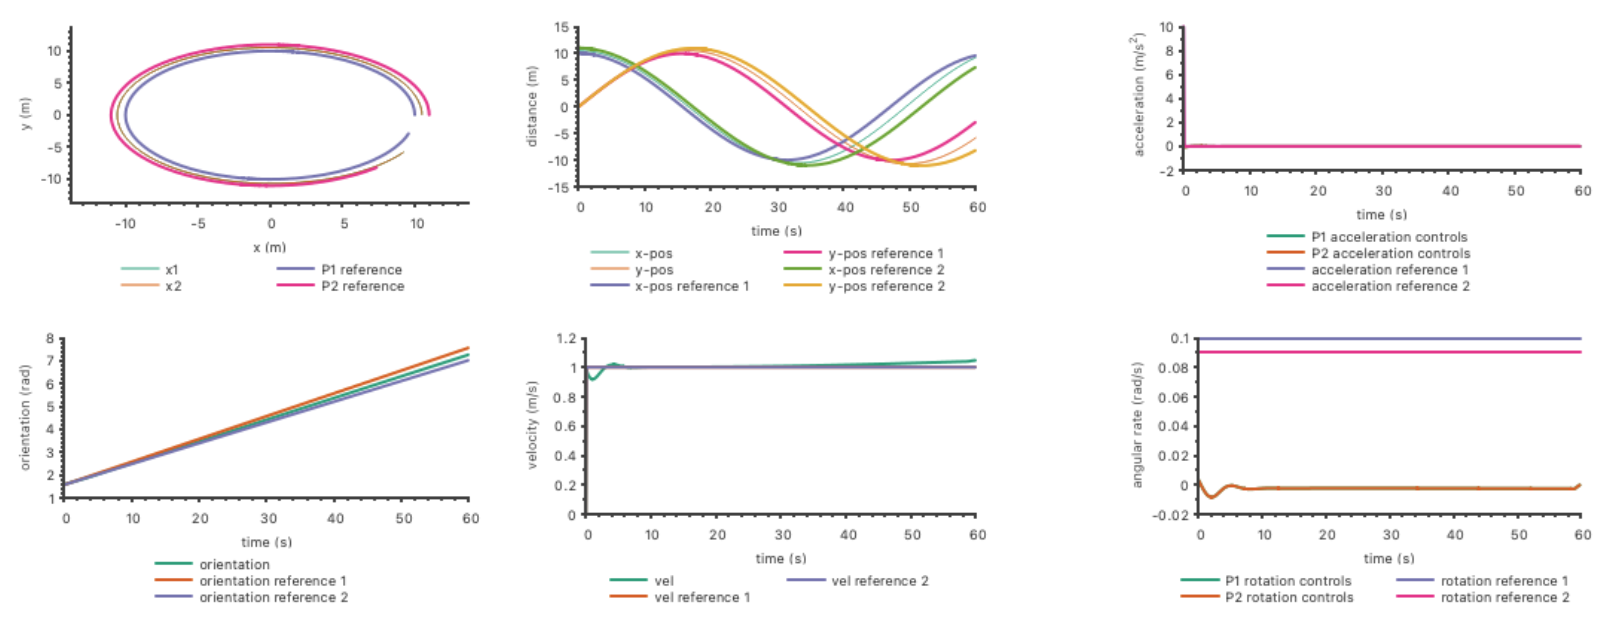 10
5
0
-5
-10
y (m)
-10 -5 0 5 10
x (m)
x1 P1 reference
x2 P2 reference
15
10
5
0
-5
-10
-15
distance (m)
0 10 20 30 40 50 60
time (s)
x-pos y-pos reference 1
y-pos x-pos reference 2
x-pos reference 1 y-pos reference 2
10
8
6
4
2
0
-2
acceleration (m/s²)
0 10 20 30 40 50 60
time (s)
P1 acceleration controls
P2 acceleration controls
acceleration reference 1
acceleration reference 2
8
7
6
5
4
3
2
1
orientation (rad)
0 10 20 30 40 50 60
time (s)
orientation
orientation reference 1
orientation reference 2
1.2
1
0.8
0.6
0.4
0.2
0
velocity (m/s)
0 10 20 30 40 50 60
time (s)
vel vel reference 2
vel reference 1
0.1
0.08
0.06
0.04
0.02
0
-0.02
angular rate (rad/s)
0 10 20 30 40 50 60
time (s)
P1 rotation controls rotation reference 1
P2 rotation controls rotation reference 2